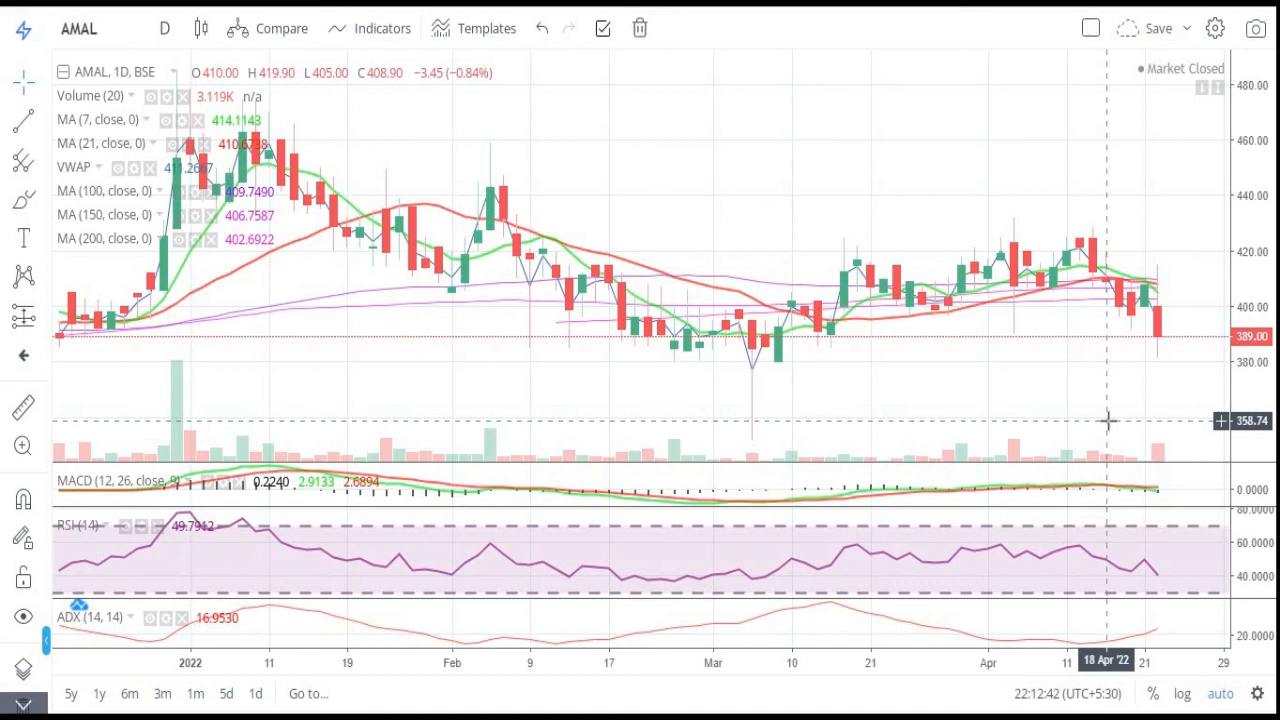 AMAL D Compare Indicators Templates Save
AMAL, 1D, BSE O 410.00 H 419.90 L 405.00 C 408.90 −3.45 (−0.84%)
Market Closed
Volume (20) 3.119K n/a
MA (7, close, 0) 414.1143
MA (21, close, 0) 410.6738
VWAP 411.2667
MA (100, close, 0) 409.7490
MA (150, close, 0) 406.7587
MA (200, close, 0) 402.6922
480.00
460.00
440.00
420.00
400.00
389.00
380.00
358.74
MACD (12, 26, close, 9) 0.2240 2.9133 2.6894
0.0000
80.0000
RSI (14) 49.7912
60.0000
40.0000
ADX (14, 14) 16.9530
20.0000
2022 11 19 Feb 9 17 Mar 10 21 Apr 11 18 Apr '22 21 29
5y 1y 6m 3m 1m 5d 1d Go to... 22:12:42 (UTC+5:30) % log auto